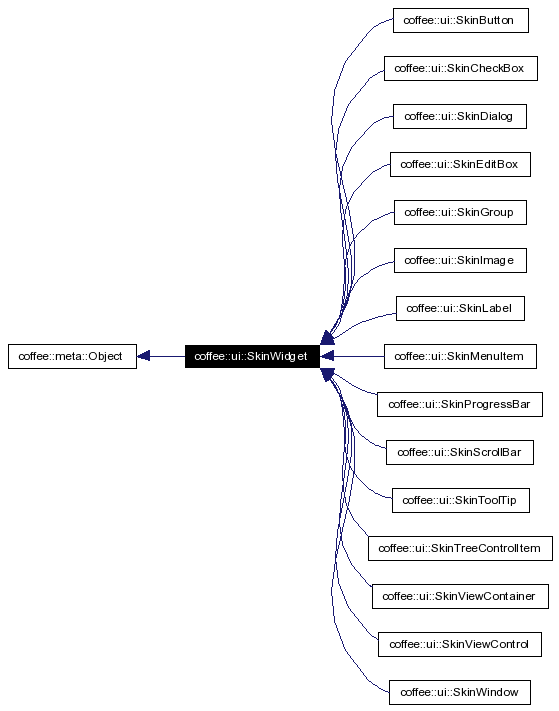 coffee::ui::SkinButton
coffee::ui::SkinCheckBox
coffee::ui::SkinDialog
coffee::ui::SkinEditBox
coffee::ui::SkinGroup
coffee::ui::SkinImage
coffee::ui::SkinLabel
coffee::meta::Object
coffee::ui::SkinWidget
coffee::ui::SkinMenuItem
coffee::ui::SkinProgressBar
coffee::ui::SkinScrollBar
coffee::ui::SkinToolTip
coffee::ui::SkinTreeControlItem
coffee::ui::SkinViewContainer
coffee::ui::SkinViewControl
coffee::ui::SkinWindow